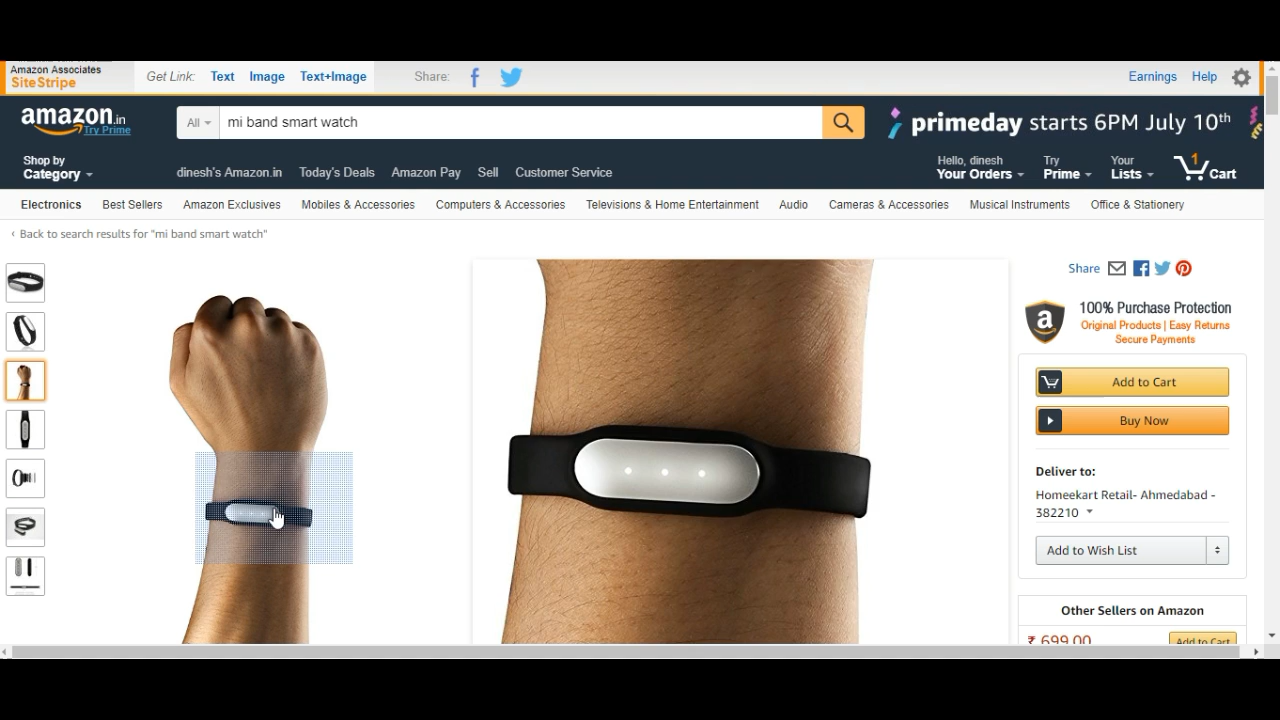 Amazon Associates
SiteStripe
Get Link: Text Image Text+Image
Share:
Earnings Help
amazon.in
Try Prime
All
mi band smart watch
primeday starts 6PM July 10th
Shop by
Category
dinesh's Amazon.in Today's Deals Amazon Pay Sell Customer Service
Hello, dinesh
Your Orders
Try
Prime
Your
Lists
1
Cart
Electronics Best Sellers Amazon Exclusives Mobiles & Accessories Computers & Accessories Televisions & Home Entertainment Audio Cameras & Accessories Musical Instruments Office & Stationery
‹ Back to search results for "mi band smart watch"
Share
100% Purchase Protection
Original Products | Easy Returns
Secure Payments
Add to Cart
Buy Now
Deliver to:
Homeekart Retail- Ahmedabad -
382210
Add to Wish List
Other Sellers on Amazon
₹ 699.00
Add to Cart